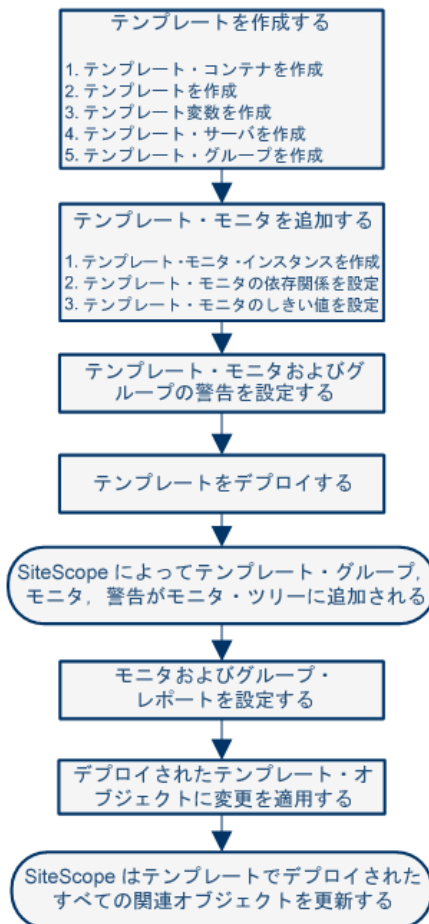 テンプレートを作成する
1. テンプレート・コンテナを作成
2. テンプレートを作成
3. テンプレート変数を作成
4. テンプレート・サーバを作成
5. テンプレート・グループを作成
テンプレート・モニタを追加する
1. テンプレート・モニタ・インスタンスを作成
2. テンプレート・モニタの依存関係を設定
3. テンプレート・モニタのしきい値を設定
テンプレート・モニタおよびグ
ループの警告を設定する
テンプレートをデプロイする
SiteScope によってテンプレート・グループ,
モニタ, 警告がモニタ・ツリーに追加される
モニタおよびグループ・
レポートを設定する
デプロイされたテンプレート・オ
ブジェクトに変更を適用する
SiteScope はテンプレートでデプロイされた
すべての関連オブジェクトを更新する